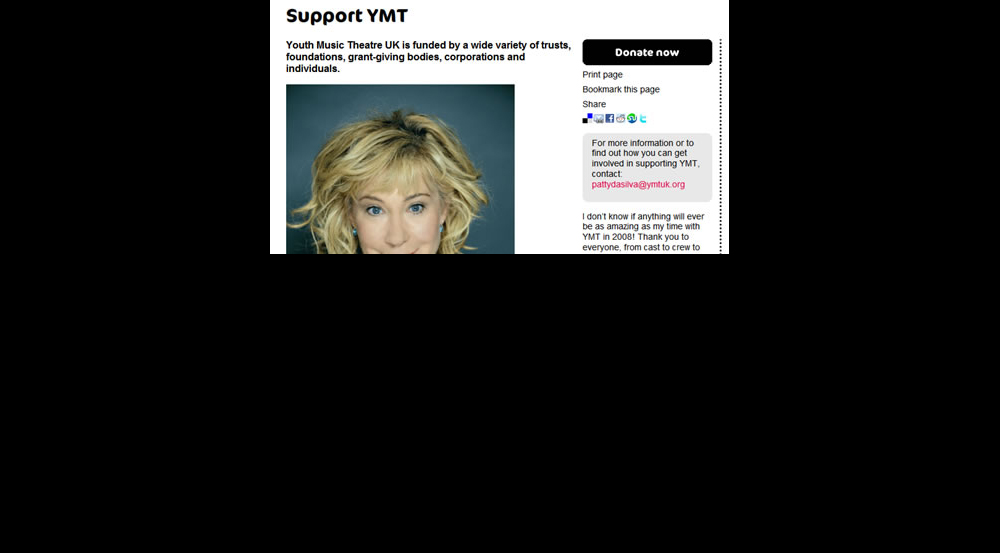 Support YMT
Youth Music Theatre UK is funded by a wide variety of trusts,
foundations, grant-giving bodies, corporations and
individuals.
Donate now
Print page
Bookmark this page
Share
For more information or to
find out how you can get
involved in supporting YMT,
contact:
pattydasilva@ymtuk.org
I don't know if anything will ever
be as amazing as my time with
YMT in 2008! Thank you to
everyone, from cast to crew to